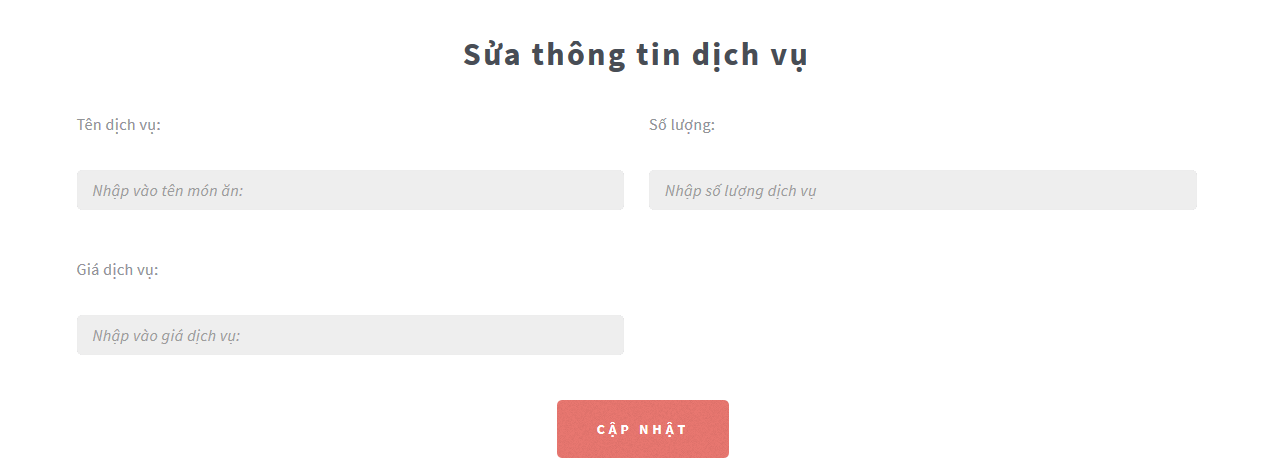 Sửa thông tin dịch vụ
Tên dịch vụ:
Số lượng:
Nhập vào tên món ăn:
Nhập số lượng dịch vụ
Giá dịch vụ:
Nhập vào giá dịch vụ:
CẬP NHẬT